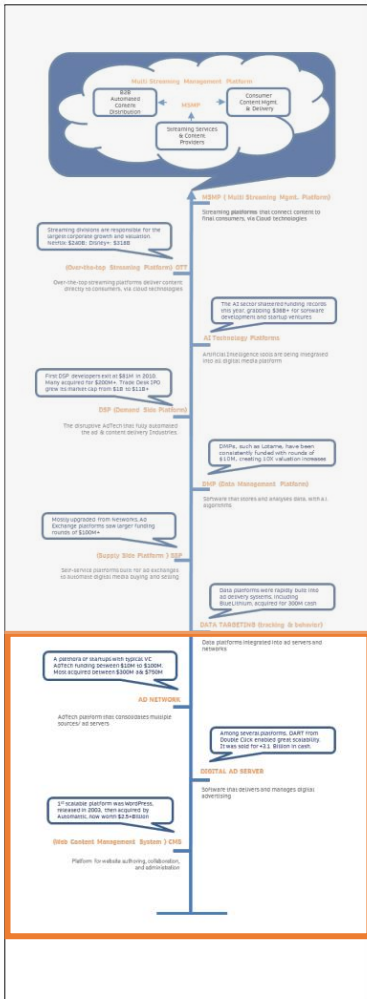 Multi Streaming Management Platform
B2B
Automated
Content
Distribution
MSMP
Consumer
Content Mgmt.
& Delivery
Streaming Services
& Content
Providers
MSMP ( Multi Streaming Mgmt. Platform)
Streaming platforms that connect content to
final consumers, via Cloud technologies
Streaming divisions are responsible for the
largest corporate growth and valuation.
Netflix $240B; Disney+: $318B
(Over-the-top Streaming Platform) OTT
Over-the-top streaming platforms deliver content
directly to consumers, via cloud technologies
The AI sector shattered funding records
this year, grabbing $38B+ for software
development and startup ventures
AI Technology Platforms
Artificial Intelligence tools are being integrated
into ad digital media platform
First DSP developers exit at $81M in 2010.
Many acquired for $200M+. Trade Desk IPO
grew its market cap from $1B to $11B+
DSP (Demand Side Platform)
The disruptive AdTech that fully automated
the ad & content delivery industries.
DMPs, such as Lotame, have been
consistently funded with rounds of
$10M, creating 10X valuation increases
DMP (Data Management Platform)
Software that stores and analyses data, with a.i.
algorithms.
Mostly upgraded from Networks, Ad
Exchange platforms saw larger funding
rounds of $100M+
(Supply Side Platform ) SSP
Self-service platforms built for ad exchanges
to automate digital media buying and selling
Data platforms were rapidly built into
ad delivery systems, including
BlueLithium, acquired for 300M cash
DATA TARGETING (tracking & behavior)
Data platforms integrated into ad servers and
networks
A plethora of startups with typical VC
AdTech funding between $10M to $100M.
Most acquired between $300M a& $750M
AD NETWORK
AdTech platform that consolidates multiple
sources/ ad servers
Among several platforms, DART from
Double Click enabled great scalability.
It was sold for +3.1 Billion in cash.
DIGITAL AD SERVER
Software that delivers and manages digital
advertising
1st scalable platform was WordPress,
released in 2003, then acquired by
Automattic, now worth $2.5+Billion
(Web Content Management System ) CMS
Platform for website authoring, collaboration,
and administration